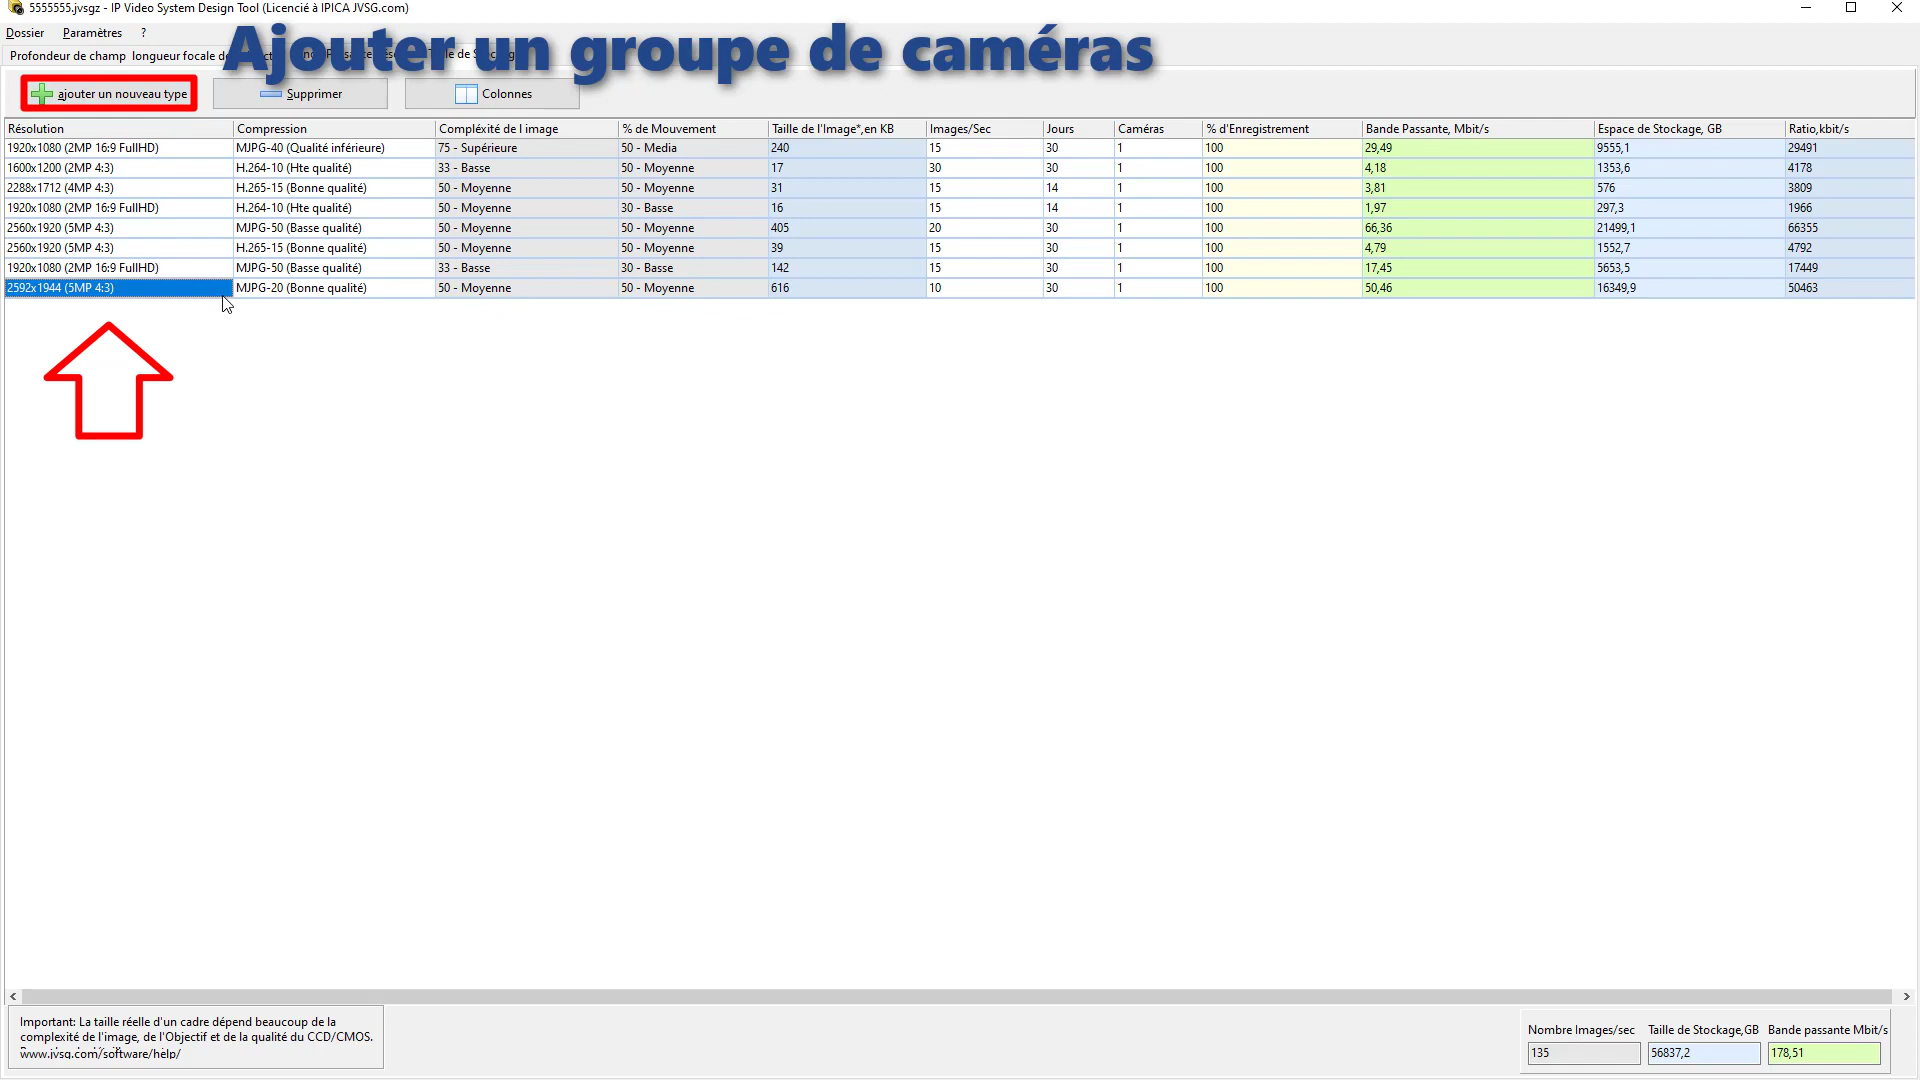 5555555.jvsgz - IP Video System Design Tool (Licencié à IPICA JVSG.com)
Dossier Paramètres ?
Ajouter un groupe de caméras
Profondeur de champ longueur focale
ajouter un nouveau type Supprimer Colonnes
Résolution Compression Compléxité de l image % de Mouvement Taille de l'Image*,en KB Images/Sec Jours Caméras % d'Enregistrement Bande Passante, Mbit/s Espace de Stockage, GB Ratio,kbit/s
1920x1080 (2MP 16:9 FullHD) MJPG-40 (Qualité inférieure) 75 - Supérieure 50 - Media 240 15 30 1 100 29,49 9555,1 29491
1600x1200 (2MP 4:3) H.264-10 (Hte qualité) 33 - Basse 50 - Moyenne 17 30 30 1 100 4,18 1353,6 4178
2288x1712 (4MP 4:3) H.265-15 (Bonne qualité) 50 - Moyenne 50 - Moyenne 31 15 14 1 100 3,81 576 3809
1920x1080 (2MP 16:9 FullHD) H.264-10 (Hte qualité) 50 - Moyenne 30 - Basse 16 15 14 1 100 1,97 297,3 1966
2560x1920 (5MP 4:3) MJPG-50 (Basse qualité) 50 - Moyenne 50 - Moyenne 405 20 30 1 100 66,36 21499,1 66355
2560x1920 (5MP 4:3) H.265-15 (Bonne qualité) 50 - Moyenne 50 - Moyenne 39 15 30 1 100 4,79 1552,7 4792
1920x1080 (2MP 16:9 FullHD) MJPG-50 (Basse qualité) 33 - Basse 30 - Basse 142 15 30 1 100 17,45 5653,5 17449
2592x1944 (5MP 4:3) MJPG-20 (Bonne qualité) 50 - Moyenne 50 - Moyenne 616 10 30 1 100 50,46 16349,9 50463
Important: La taille réelle d'un cadre dépend beaucoup de la
complexité de l'image, de l'Objectif et de la qualité du CCD/CMOS.
www.jvsg.com/software/help/
Nombre Images/sec Taille de Stockage,GB Bande passante Mbit/s
135 56837,2 178,51